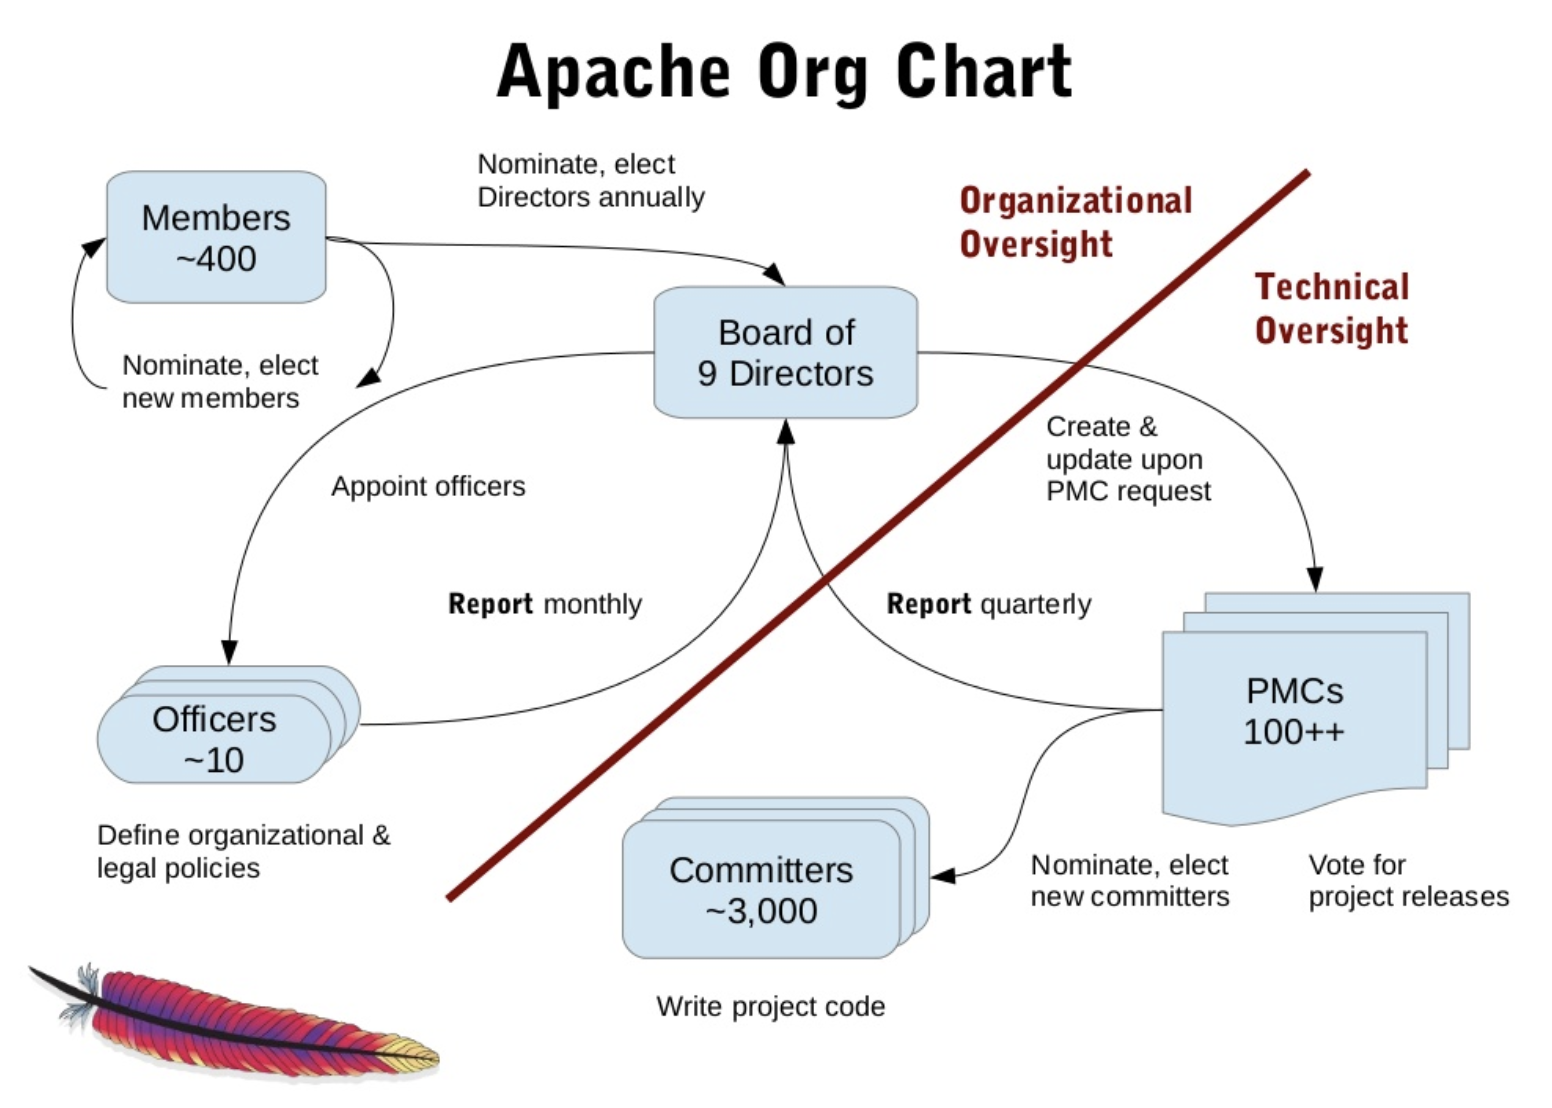 Apache Org Chart
Nominate, elect
Directors annually
Organizational
Oversight
Technical
Oversight
Members
~400
Nominate, elect
new members
Board of
9 Directors
Create &
update upon
PMC request
Appoint officers
Report monthly
Report quarterly
Officers
~10
Define organizational &
legal policies
PMCs
100++
Committers
~3,000
Nominate, elect
new committers
Vote for
project releases
Write project code